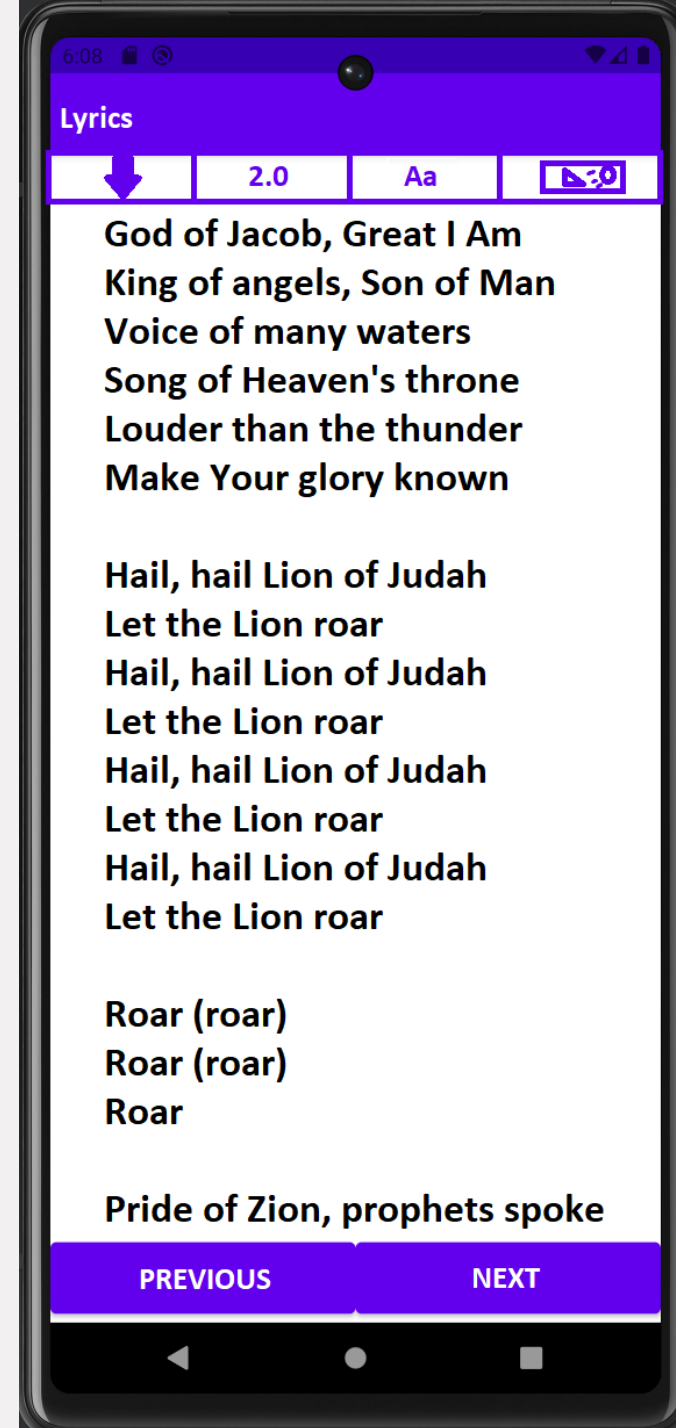 6:08
Lyrics
2.0 Aa
God of Jacob, Great I Am
King of angels, Son of Man
Voice of many waters
Song of Heaven's throne
Louder than the thunder
Make Your glory known
Hail, hail Lion of Judah
Let the Lion roar
Hail, hail Lion of Judah
Let the Lion roar
Hail, hail Lion of Judah
Let the Lion roar
Hail, hail Lion of Judah
Let the Lion roar
Roar (roar)
Roar (roar)
Roar
Pride of Zion, prophets spoke
PREVIOUS NEXT